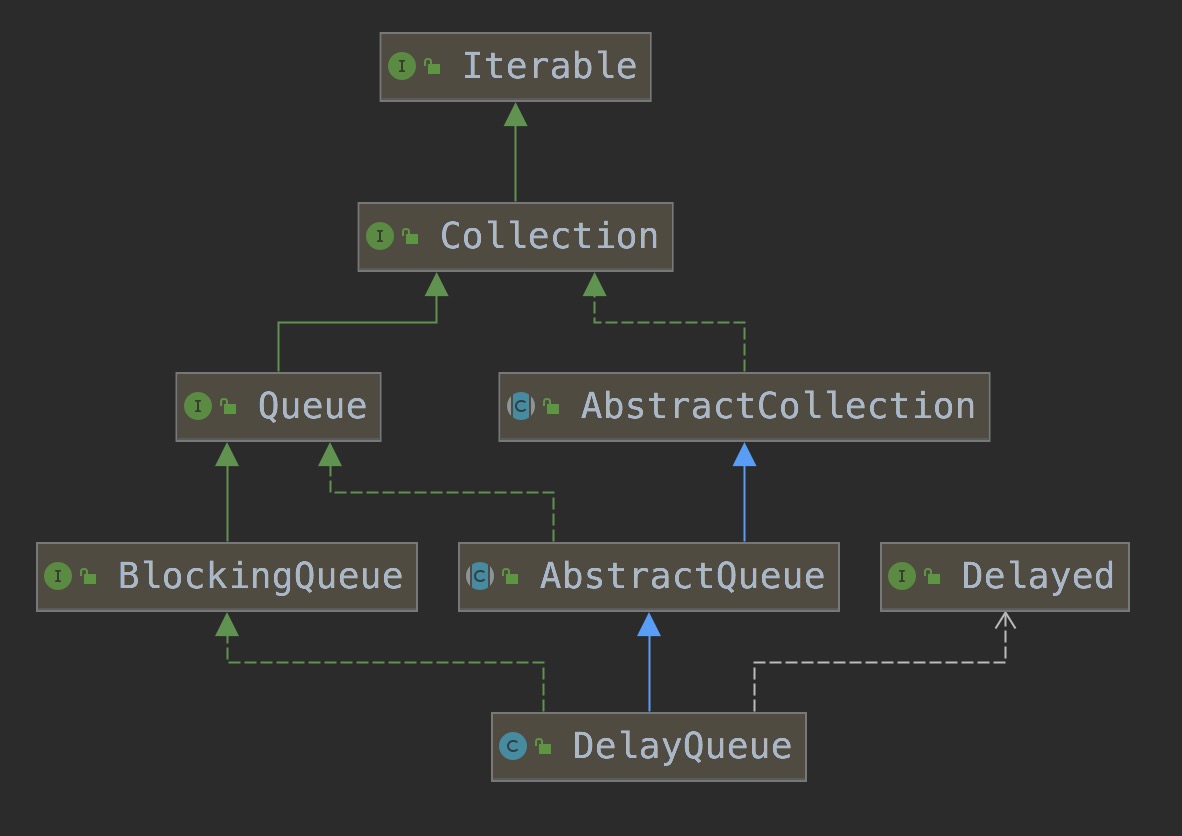 I Iterable
I Collection
I Queue
C AbstractCollection
I BlockingQueue
C AbstractQueue
I Delayed
C DelayQueue